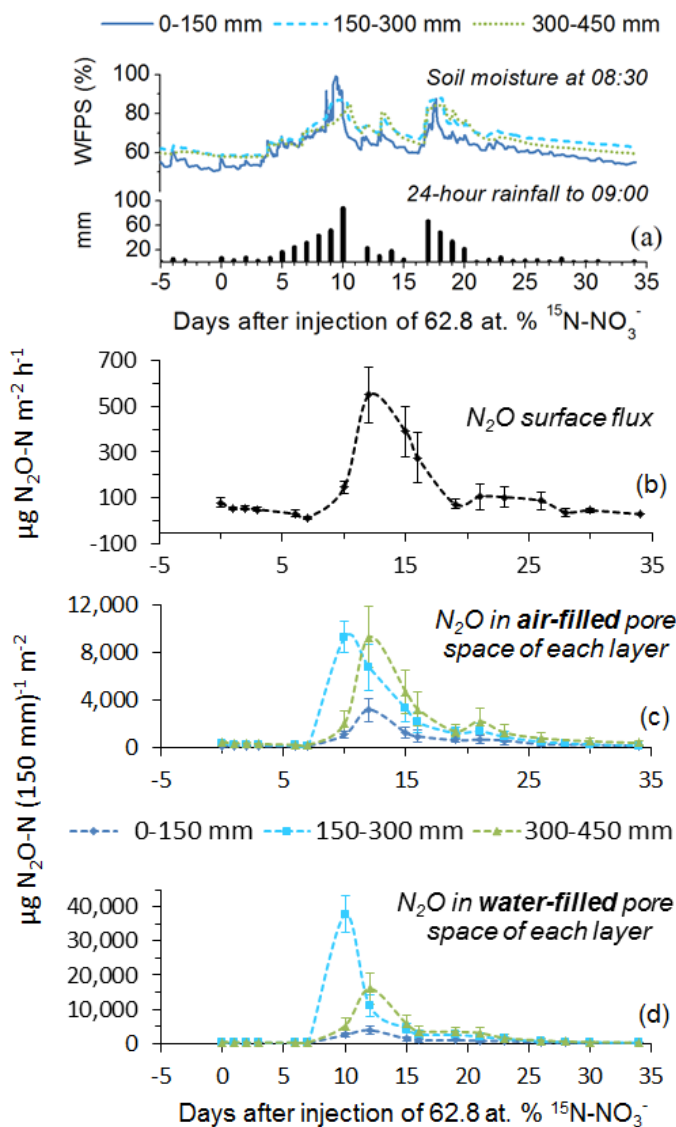 0-150 mm 150-300 mm 300-450 mm
WFPS (%)
100
80
60
Soil moisture at 08:30
24-hour rainfall to 09:00
mm
100
60
20
(a)
-5 0 5 10 15 20 25 30 35
Days after injection of 62.8 at. % ¹⁵N-NO₃⁻
µg N₂O-N m⁻² h⁻¹
700
500
300
100
-100
N₂O surface flux
(b)
-5 5 15 25 35
µg N₂O-N (150 mm)⁻¹ m⁻²
12,000
8,000
4,000
0
N₂O in air-filled pore
space of each layer
(c)
-5 5 15 25 35
0-150 mm 150-300 mm 300-450 mm
40,000
30,000
20,000
10,000
0
N₂O in water-filled pore
space of each layer
(d)
-5 0 5 10 15 20 25 30 35
Days after injection of 62.8 at. % ¹⁵N-NO₃⁻